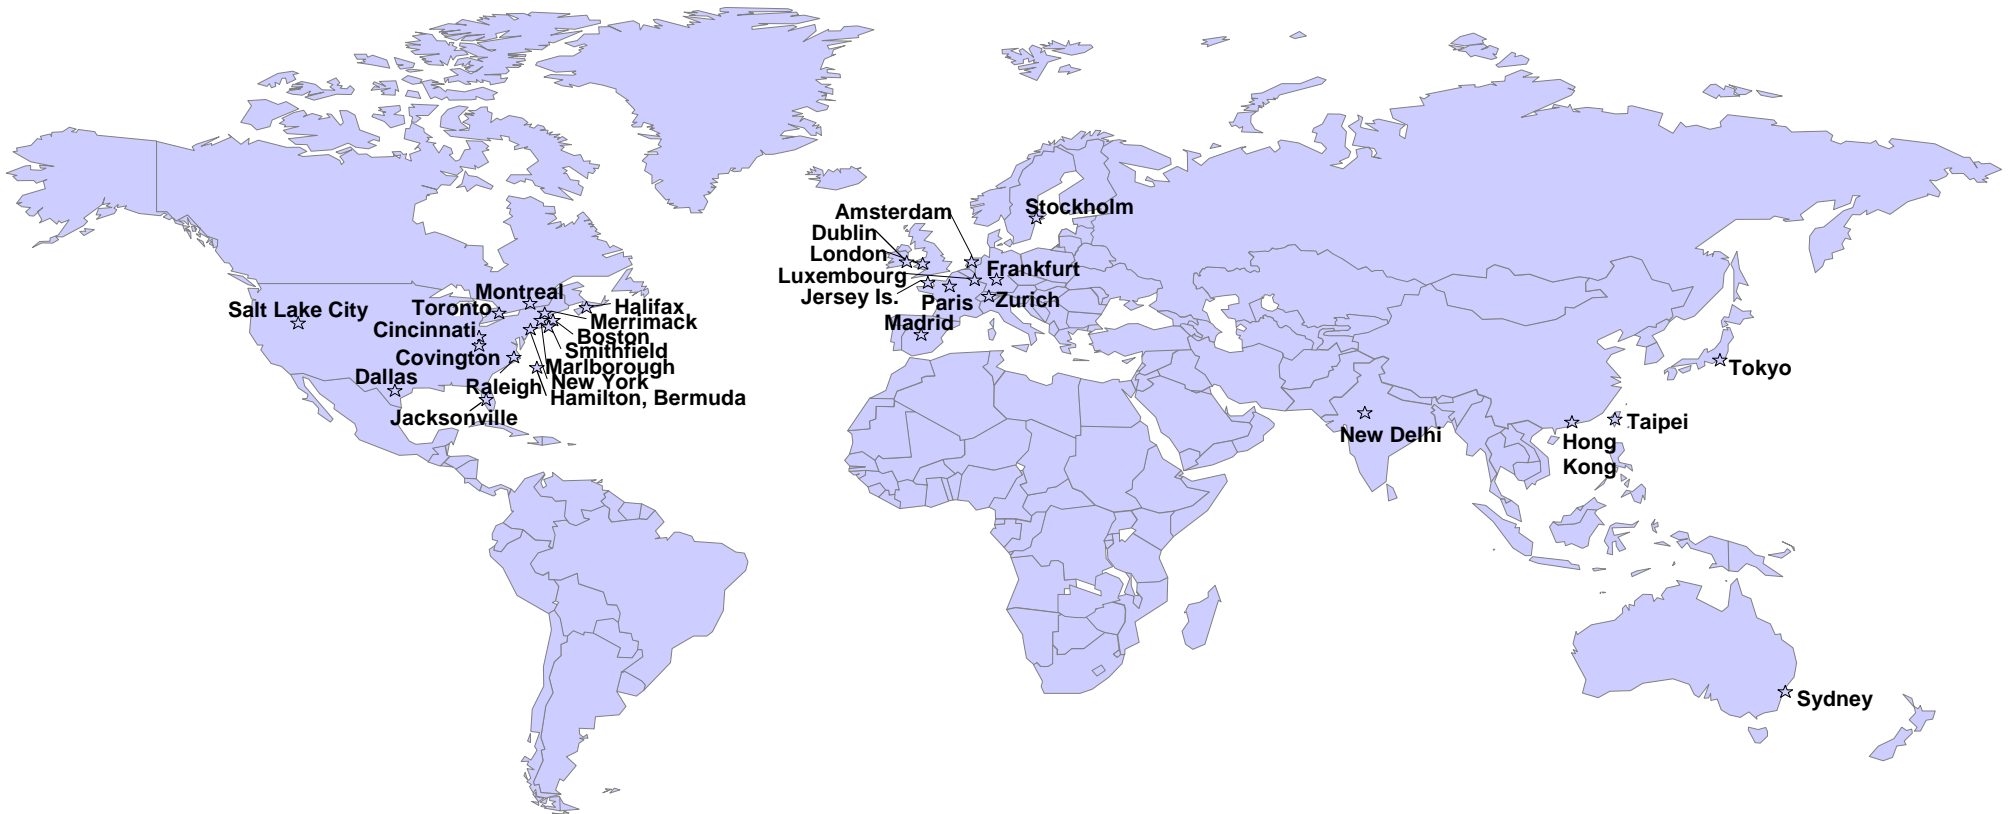 Stockholm
Amsterdam
Dublin
London
Luxembourg
Jersey Is.
Frankfurt
Paris
Zurich
Madrid
Montreal
Toronto
Salt Lake City
Cincinnati
Covington
Dallas
Raleigh
Jacksonville
Halifax
Merrimack
Boston
Smithfield
Marlborough
New York
Hamilton, Bermuda
Tokyo
Taipei
New Delhi
Hong
Kong
Sydney